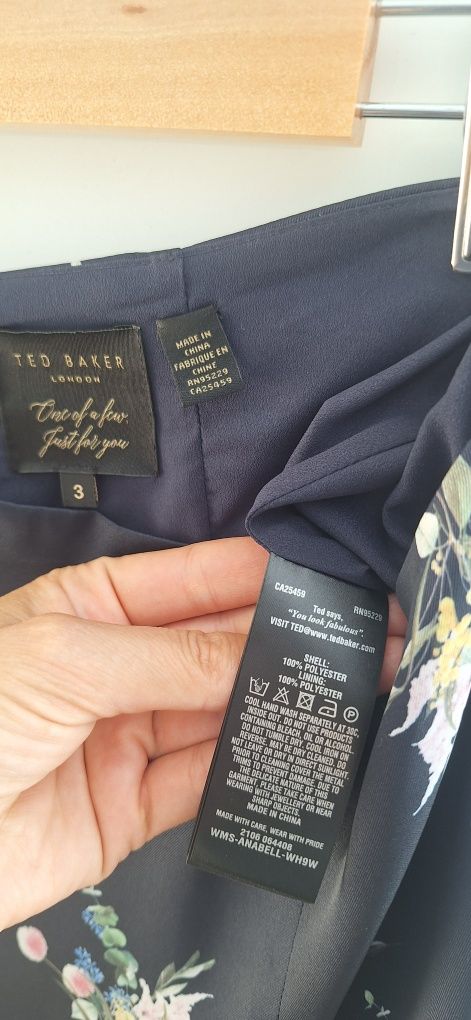 TED BAKER
LONDON
One of a few,
Just for you
3
MADE IN
CHINA
FABRIQUE EN
CHINE
RN95229
CA25459
CA25459
RN95229
Ted says,
"You look fabulous".
VISIT TED@www.tedbaker.com
SHELL:
100% POLYESTER
LINING:
100% POLYESTER
COOL HAND WASH SEPARATELY AT 30C,
INSIDE OUT. DO NOT USE PRODUCTS
CONTAINING BLEACH, OIL OR ALCOHOL.
DO NOT TUMBLE DRY. COOL IRON ON
REVERSE. MAY BE DRY CLEANED. DO
NOT LEAVE OR DRY IN DIRECT SUNLIGHT.
PRIOR TO CLEANING COVER THE METAL
TRIMS TO PREVENT DAMAGE. DUE TO
THE DELICATE NATURE OF THIS
GARMENT, PLEASE TAKE CARE WHEN
WEARING WITH JEWELLERY OR NEAR
SHARP OBJECTS.
MADE IN CHINA
MADE WITH CARE. WEAR WITH PRIDE
2106 064408
WMS-ANABELL-WH9W